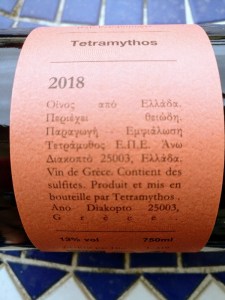 Tetramythos
2018
Οίνος από Ελλάδα.
Περιέχει θειώδη.
Παραγωγή - Εμφιάλωση
Τετράμυθος Ε.Π.Ε. Άνω
Διακοπτό 25003, Ελλάδα.
Vin de Grèce. Contient des
sulfites. Produit et mis en
bouteille par Tetramythos .
Ano Diakopto 25003,
Grèce.
13% vol 750ml